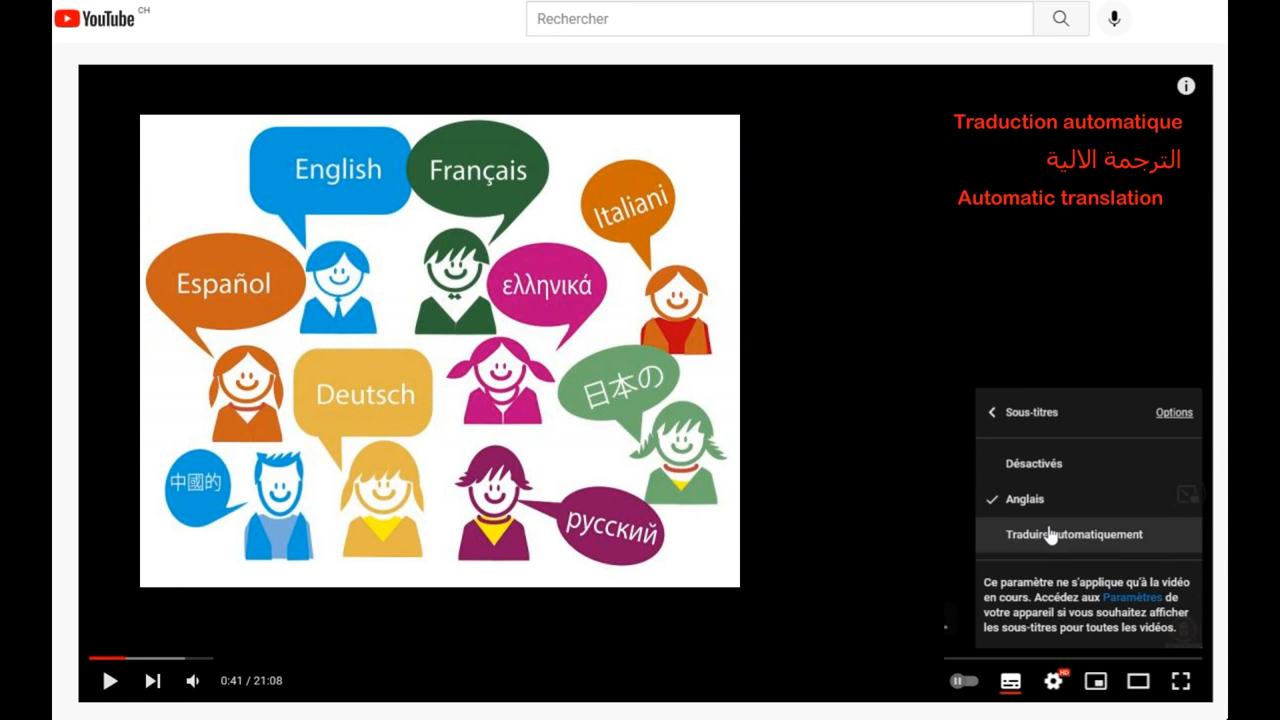 YouTube CH
Rechercher
Traduction automatique
الترجمة الالية
Automatic translation
English
Français
Italiani
Español
ελληνικά
Deutsch
日本の
中國的
русский
Sous-titres
Options
Désactivés
Anglais
Traduire automatiquement
Ce paramètre ne s'applique qu'à la vidéo
en cours. Accédez aux Paramètres de
votre appareil si vous souhaitez afficher
les sous-titres pour toutes les vidéos.
0:41 / 21:08
HD